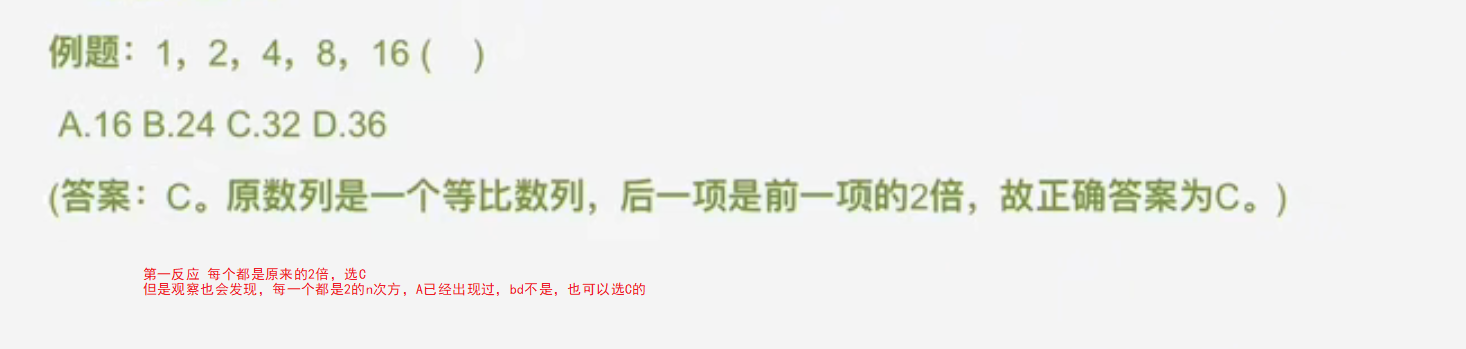 例题：1，2，4，8，16 (    )
A.16 B.24 C.32 D.36
(答案：C。原数列是一个等比数列，后一项是前一项的2倍，故正确答案为C。)
第一反应 每个都是原来的2倍，选C
但是观察也会发现，每一个都是2的n次方，A已经出现过，bd不是，也可以选C的